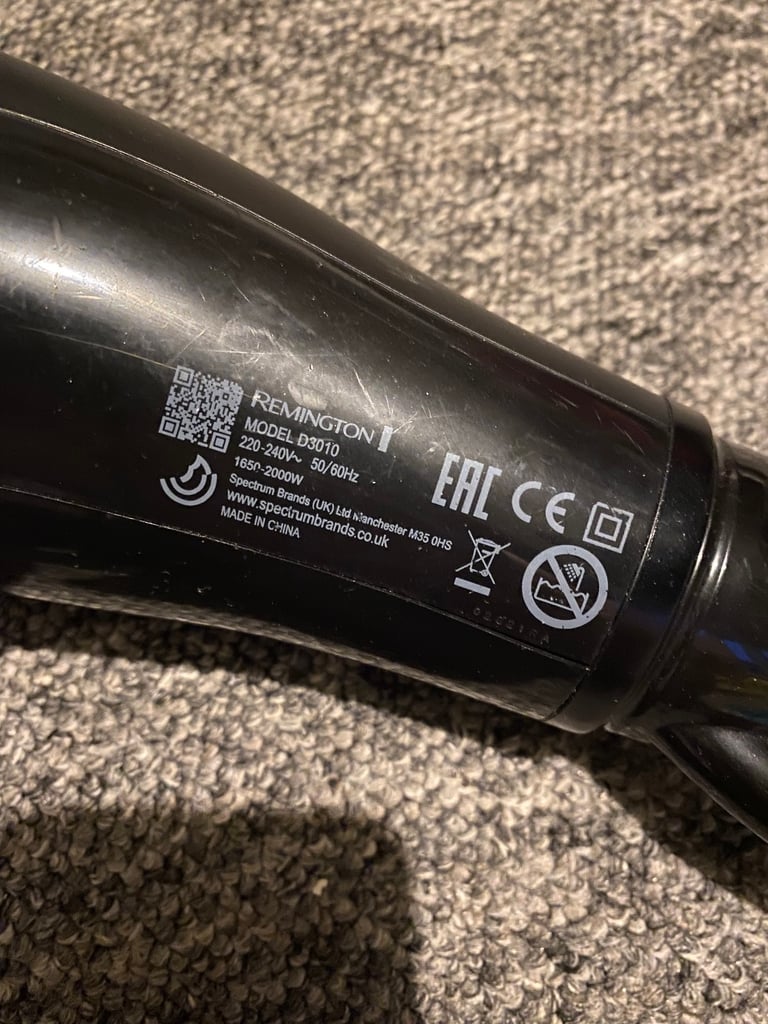 REMINGTON
MODEL D3010
220-240V~ 50/60Hz
1650-2000W
Spectrum Brands (UK) Ltd Manchester M35 0HS
www.spectrumbrands.co.uk
MADE IN CHINA
EAC CE